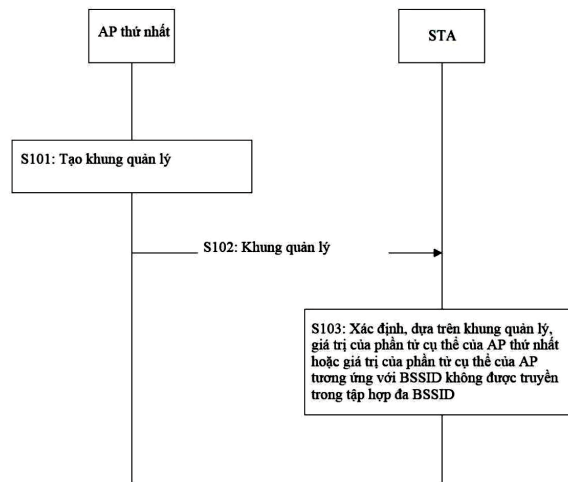 AP thứ nhất
STA
S101: Tạo khung quản lý
S102: Khung quản lý
S103: Xác định, dựa trên khung quản lý,
giá trị của phần tử cụ thể của AP thứ nhất
hoặc giá trị của phần tử cụ thể của AP
tương ứng với BSSID không được truyền
trong tập hợp đa BSSID